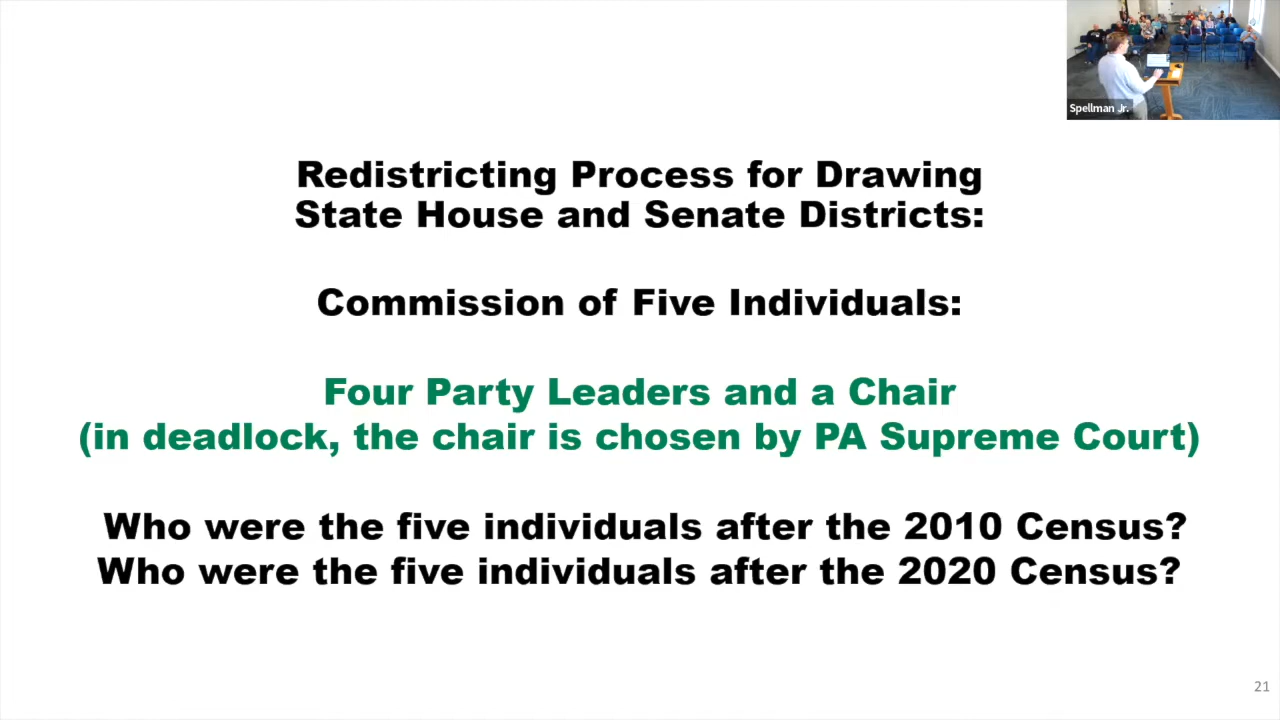 Spellman Jr.
Redistricting Process for Drawing
State House and Senate Districts:
Commission of Five Individuals:
Four Party Leaders and a Chair
(in deadlock, the chair is chosen by PA Supreme Court)
Who were the five individuals after the 2010 Census?
Who were the five individuals after the 2020 Census?
21